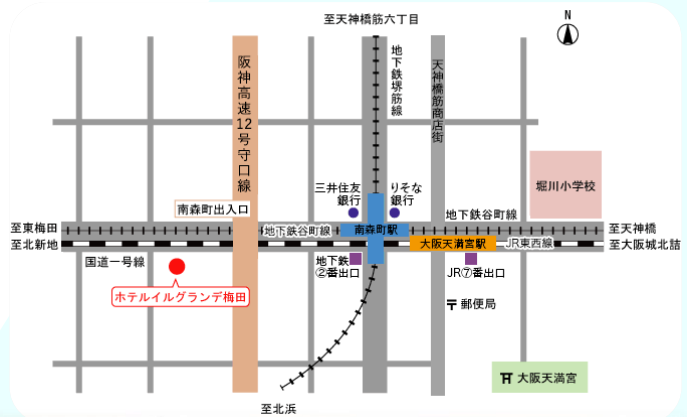 至天神橋筋六丁目
N
地下鉄堺筋線
天神橋筋商店街
阪神高速12号守口線
堀川小学校
三井住友
銀行
りそな
銀行
南森町出入口
地下鉄谷町線
至東梅田
地下鉄谷町線
南森町駅
至天神橋
至北新地
大阪天満宮駅
JR東西線
至大阪城北詰
国道一号線
地下鉄
②番出口
JR⑦番出口
ホテルイルグランデ梅田
〒郵便局
大阪天満宮
至北浜